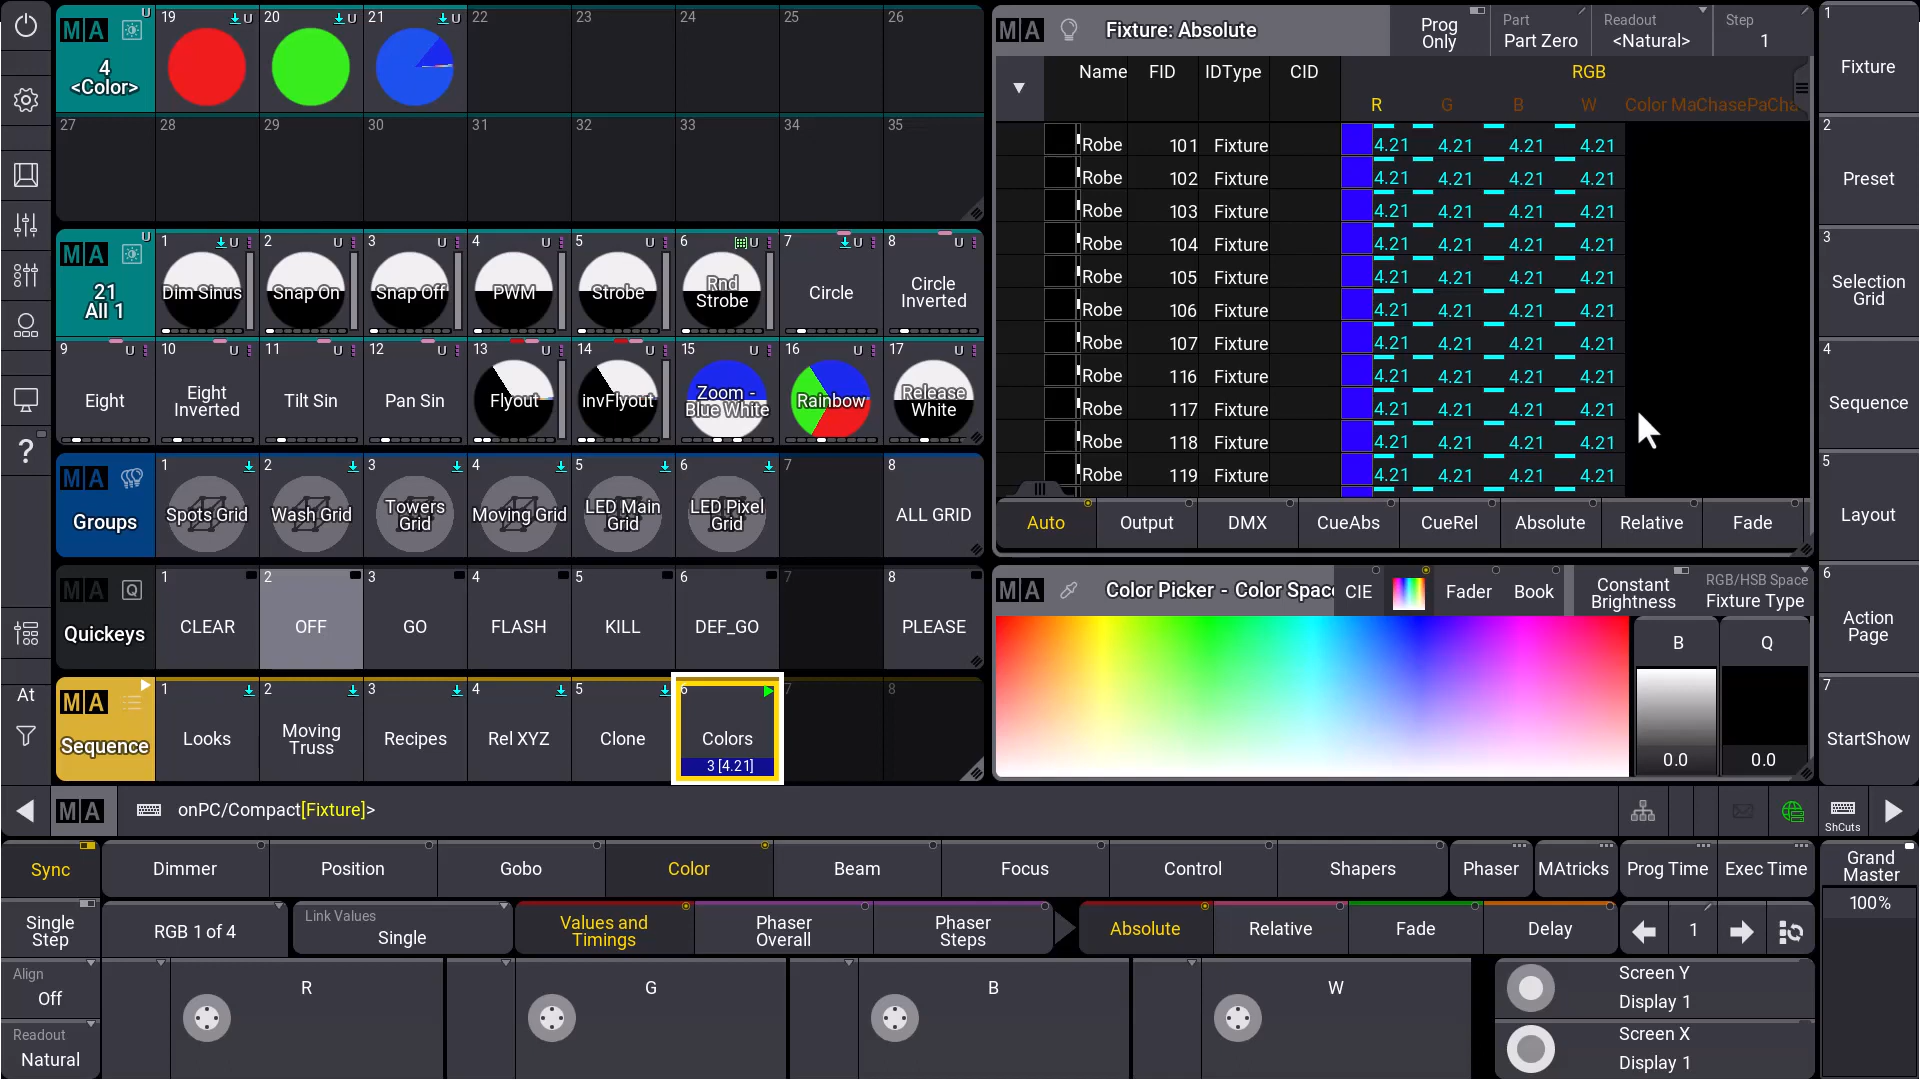 MA
U
4
<Color>
19 U
20 U
21 U
22
23
24
25
26
27
28
29
30
31
32
33
34
35
MA
U
21
All 1
1 U
Dim Sinus
2 U
Snap On
3 U
Snap Off
4 U
PWM
5 U
Strobe
6 U
Rnd
Strobe
7 U
Circle
8 U
Circle
Inverted
9 U
Eight
10 U
Eight
Inverted
11 U
Tilt Sin
12 U
Pan Sin
13 U
Flyout
14 U
invFlyout
15 U
Zoom -
Blue White
16 U
Rainbow
17 U
Release
White
MA
Groups
1
Spots Grid
2
Wash Grid
3
Towers
Grid
4
Moving Grid
5
LED Main
Grid
6
LED Pixel
Grid
7
8
ALL GRID
MA Q
Quickeys
1
CLEAR
2
OFF
3
GO
4
FLASH
5
KILL
6
DEF_GO
7
8
PLEASE
MA
Sequence
1
Looks
2
Moving
Truss
3
Recipes
4
Rel XYZ
5
Clone
6
Colors
3 [4.21]
7
8
?
At
MA Fixture: Absolute
Prog
Only
Part
Part Zero
Readout
<Natural>
Step
1
Name FID IDType CID RGB
R G B W Color MaChasePaCha
Robe 101 Fixture 4.21 4.21 4.21 4.21
Robe 102 Fixture 4.21 4.21 4.21 4.21
Robe 103 Fixture 4.21 4.21 4.21 4.21
Robe 104 Fixture 4.21 4.21 4.21 4.21
Robe 105 Fixture 4.21 4.21 4.21 4.21
Robe 106 Fixture 4.21 4.21 4.21 4.21
Robe 107 Fixture 4.21 4.21 4.21 4.21
Robe 116 Fixture 4.21 4.21 4.21 4.21
Robe 117 Fixture 4.21 4.21 4.21 4.21
Robe 118 Fixture 4.21 4.21 4.21 4.21
Robe 119 Fixture 4.21 4.21 4.21 4.21
Auto Output DMX CueAbs CueRel Absolute Relative Fade
MA Color Picker - Color Spac
CIE
Fader
Book
Constant
Brightness
RGB/HSB Space
Fixture Type
B
0.0
Q
0.0
1
Fixture
2
Preset
3
Selection
Grid
4
Sequence
5
Layout
6
Action
Page
7
StartShow
MA onPC/Compact[Fixture]>
ShCuts
Sync Dimmer Position Gobo Color Beam Focus Control Shapers Phaser MAtricks Prog Time Exec Time
Grand
Master
100%
Single
Step
RGB 1 of 4
Link Values
Single
Values and
Timings
Phaser
Overall
Phaser
Steps
Absolute Relative Fade Delay
1
Align
Off
Readout
Natural
R
G
B
W
Screen Y
Display 1
Screen X
Display 1